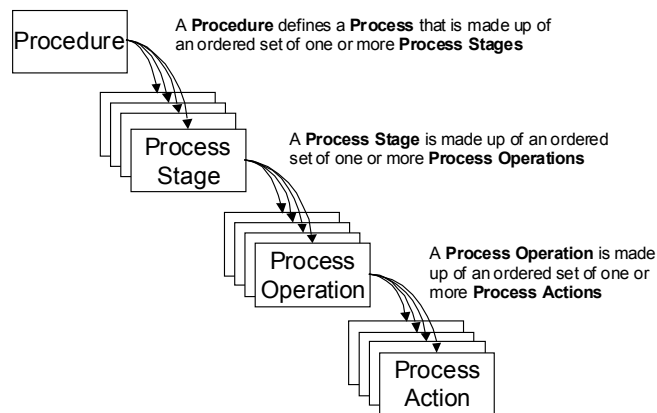 Procedure
A Procedure defines a Process that is made up of
an ordered set of one or more Process Stages
Process
Stage
A Process Stage is made up of an ordered
set of one or more Process Operations
Process
Operation
A Process Operation is made
up of an ordered set of one or
more Process Actions
Process
Action